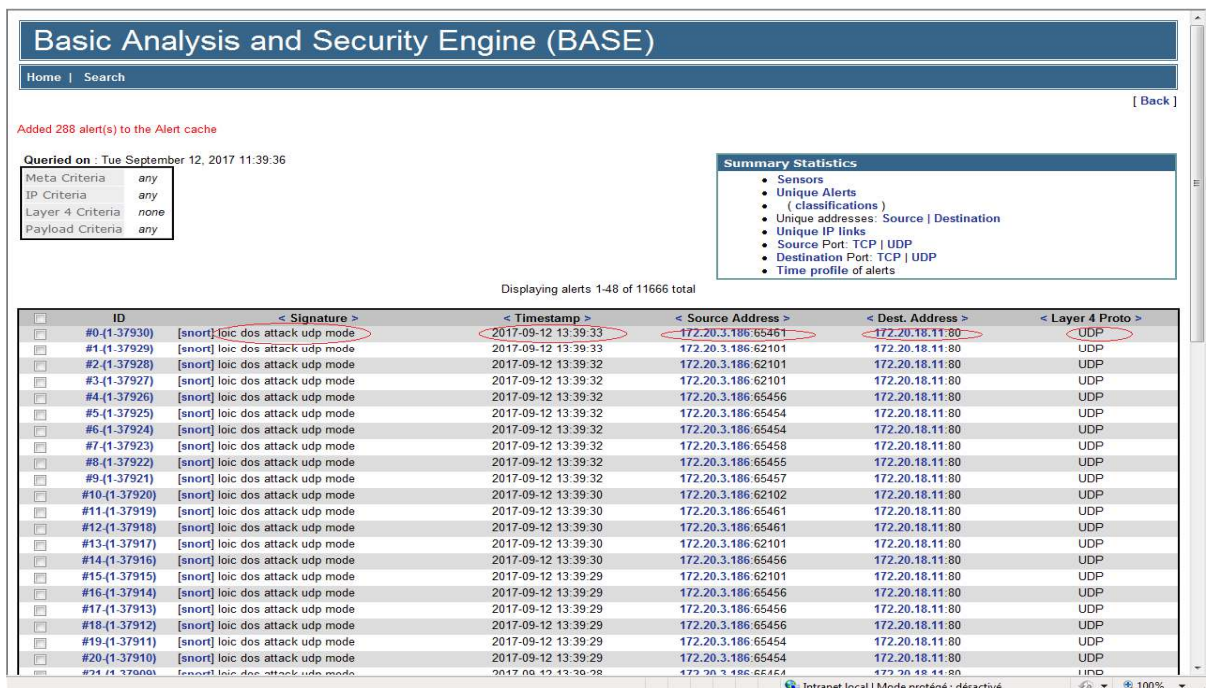 Basic Analysis and Security Engine (BASE)
Home | Search
[ Back ]
Added 288 alert(s) to the Alert cache
Queried on : Tue September 12, 2017 11:39:36
Meta Criteria any
IP Criteria any
Layer 4 Criteria none
Payload Criteria any
Summary Statistics
• Sensors
• Unique Alerts
• ( classifications )
• Unique addresses: Source | Destination
• Unique IP links
• Source Port: TCP | UDP
• Destination Port: TCP | UDP
• Time profile of alerts
Displaying alerts 1-48 of 11666 total
ID < Signature > < Timestamp > < Source Address > < Dest. Address > < Layer 4 Proto >
#0-(1-37930) [snort] loic dos attack udp mode 2017-09-12 13:39:33 172.20.3.186:65461 172.20.18.11:80 UDP
#1-(1-37929) [snort] loic dos attack udp mode 2017-09-12 13:39:33 172.20.3.186:62101 172.20.18.11:80 UDP
#2-(1-37928) [snort] loic dos attack udp mode 2017-09-12 13:39:32 172.20.3.186:62101 172.20.18.11:80 UDP
#3-(1-37927) [snort] loic dos attack udp mode 2017-09-12 13:39:32 172.20.3.186:62101 172.20.18.11:80 UDP
#4-(1-37926) [snort] loic dos attack udp mode 2017-09-12 13:39:32 172.20.3.186:65456 172.20.18.11:80 UDP
#5-(1-37925) [snort] loic dos attack udp mode 2017-09-12 13:39:32 172.20.3.186:65454 172.20.18.11:80 UDP
#6-(1-37924) [snort] loic dos attack udp mode 2017-09-12 13:39:32 172.20.3.186:65454 172.20.18.11:80 UDP
#7-(1-37923) [snort] loic dos attack udp mode 2017-09-12 13:39:32 172.20.3.186:65458 172.20.18.11:80 UDP
#8-(1-37922) [snort] loic dos attack udp mode 2017-09-12 13:39:32 172.20.3.186:65455 172.20.18.11:80 UDP
#9-(1-37921) [snort] loic dos attack udp mode 2017-09-12 13:39:32 172.20.3.186:65457 172.20.18.11:80 UDP
#10-(1-37920) [snort] loic dos attack udp mode 2017-09-12 13:39:30 172.20.3.186:62102 172.20.18.11:80 UDP
#11-(1-37919) [snort] loic dos attack udp mode 2017-09-12 13:39:30 172.20.3.186:65461 172.20.18.11:80 UDP
#12-(1-37918) [snort] loic dos attack udp mode 2017-09-12 13:39:30 172.20.3.186:65461 172.20.18.11:80 UDP
#13-(1-37917) [snort] loic dos attack udp mode 2017-09-12 13:39:30 172.20.3.186:62101 172.20.18.11:80 UDP
#14-(1-37916) [snort] loic dos attack udp mode 2017-09-12 13:39:30 172.20.3.186:65456 172.20.18.11:80 UDP
#15-(1-37915) [snort] loic dos attack udp mode 2017-09-12 13:39:29 172.20.3.186:62101 172.20.18.11:80 UDP
#16-(1-37914) [snort] loic dos attack udp mode 2017-09-12 13:39:29 172.20.3.186:65456 172.20.18.11:80 UDP
#17-(1-37913) [snort] loic dos attack udp mode 2017-09-12 13:39:29 172.20.3.186:65456 172.20.18.11:80 UDP
#18-(1-37912) [snort] loic dos attack udp mode 2017-09-12 13:39:29 172.20.3.186:65456 172.20.18.11:80 UDP
#19-(1-37911) [snort] loic dos attack udp mode 2017-09-12 13:39:29 172.20.3.186:65454 172.20.18.11:80 UDP
#20-(1-37910) [snort] loic dos attack udp mode 2017-09-12 13:39:29 172.20.3.186:65454 172.20.18.11:80 UDP
#21-(1-37909) [snort] loic dos attack udp mode 2017-09-12 13:39:28 172.20.18.11:80 UDP
Intranet local | Mode protégé : désactivé 100%